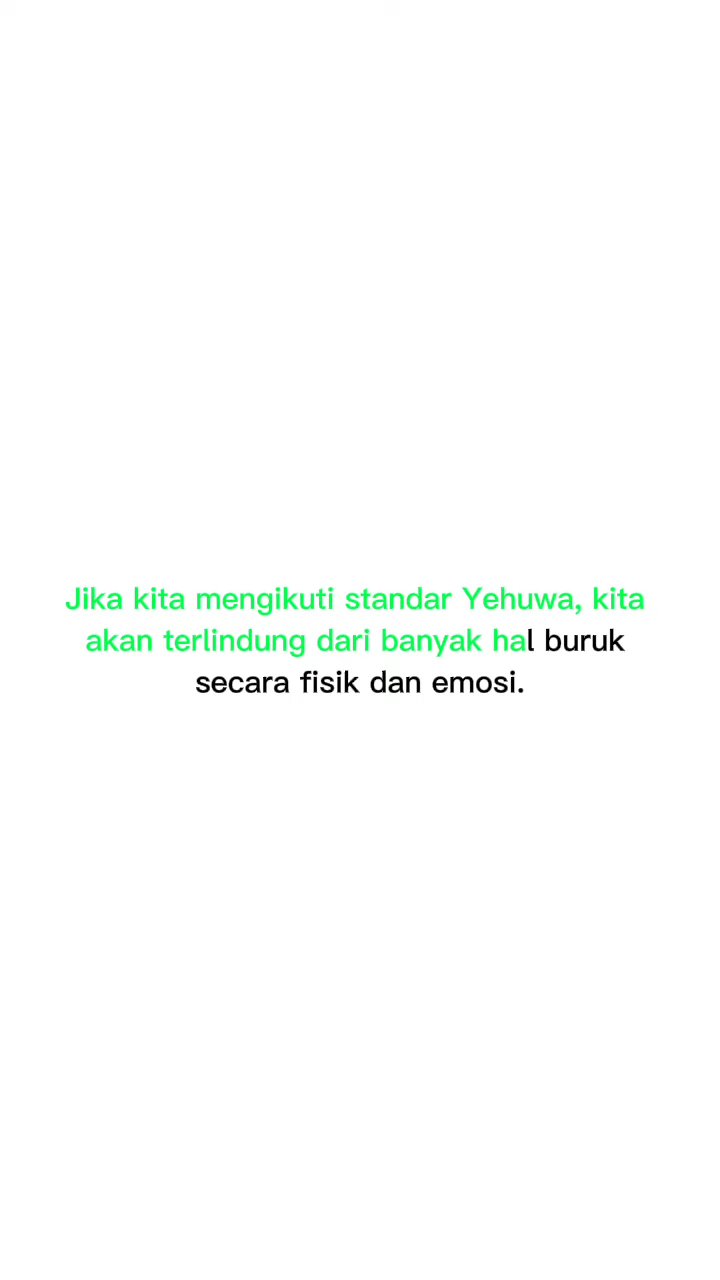 Jika kita mengikuti standar Yehuwa, kita
akan terlindung dari banyak hal buruk
secara fisik dan emosi.